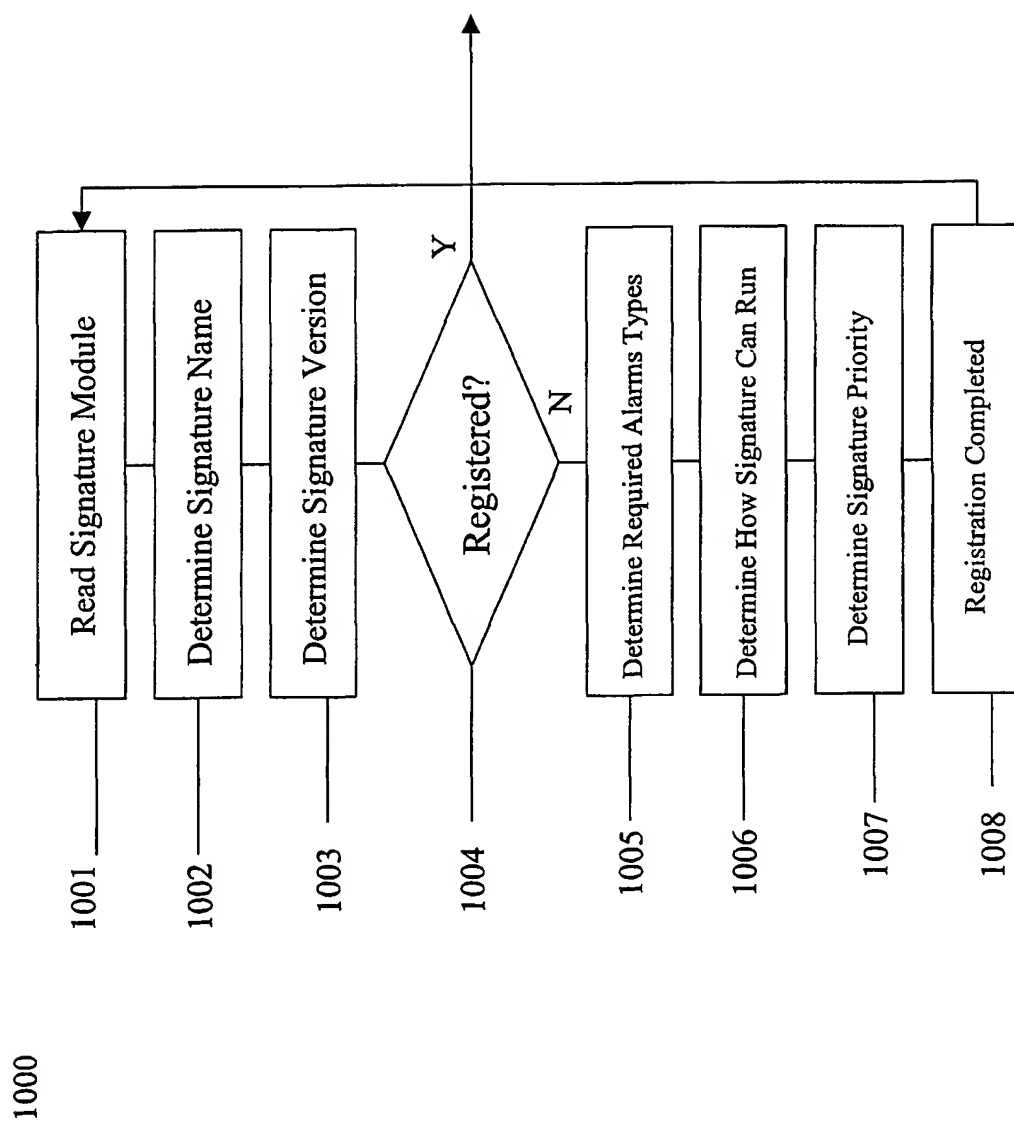 1000
1001
Read Signature Module
1002
Determine Signature Name
1003
Determine Signature Version
1004
Registered?
Y
N
1005
Determine Required Alarms Types
1006
Determine How Signature Can Run
1007
Determine Signature Priority
1008
Registration Completed